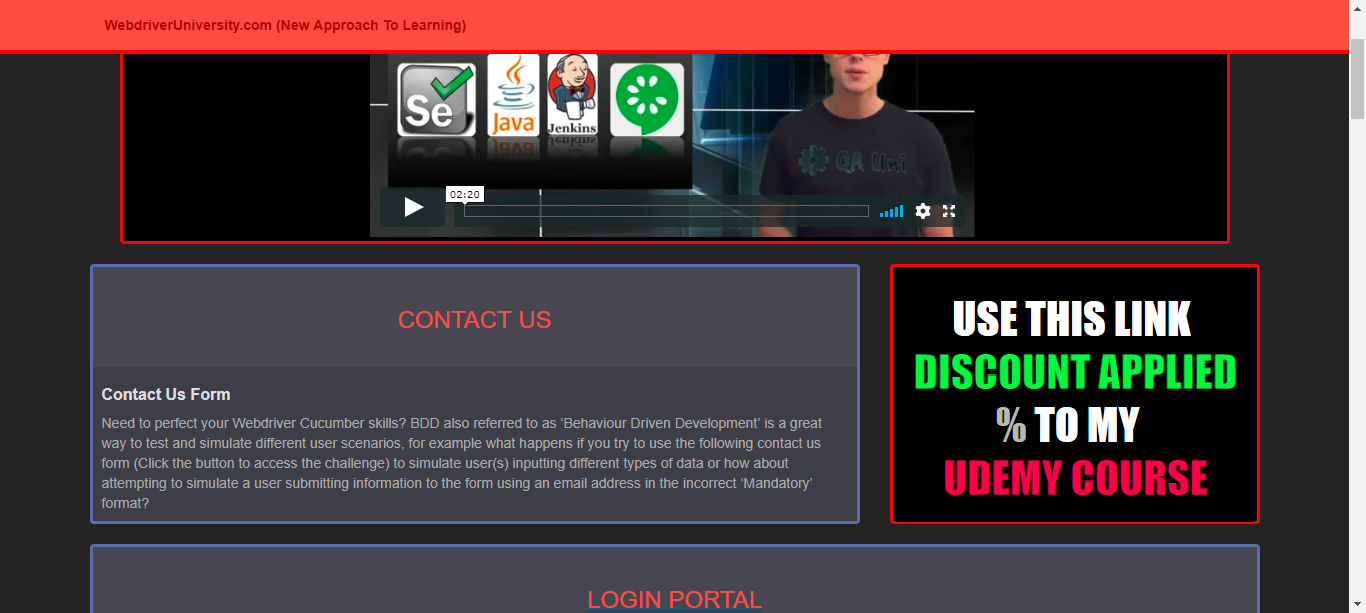 WebdriverUniversity.com (New Approach To Learning)
Se
Java
Jenkins
QA Uni
02:20
CONTACT US
Contact Us Form
Need to perfect your Webdriver Cucumber skills? BDD also referred to as ‘Behaviour Driven Development’ is a great
way to test and simulate different user scenarios, for example what happens if you try to use the following contact us
form (Click the button to access the challenge) to simulate user(s) inputting different types of data or how about
attempting to simulate a user submitting information to the form using an email address in the incorrect ‘Mandatory’
format?
USE THIS LINK
DISCOUNT APPLIED
% TO MY
UDEMY COURSE
LOGIN PORTAL